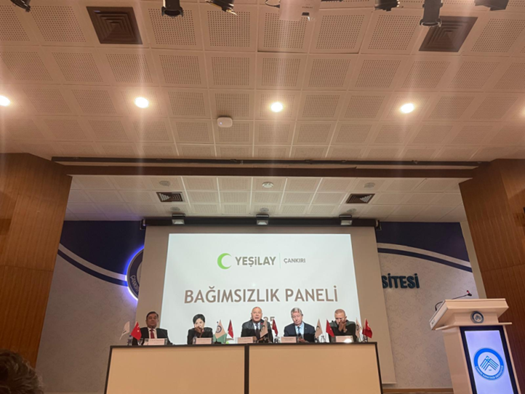 YEŞİLAY | ÇANKIRI
BAĞIMSIZLIK PANELİ
SİTESİ